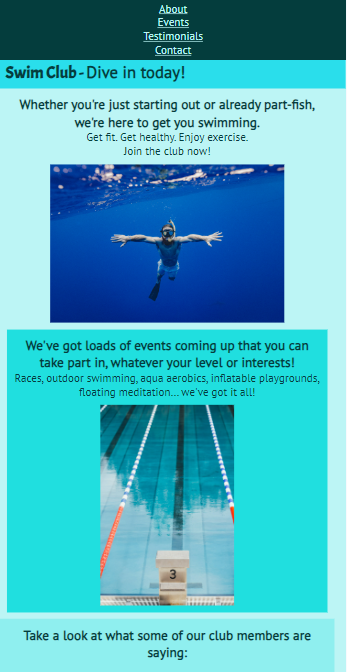 About
Events
Testimonials
Contact
Swim Club - Dive in today!
Whether you're just starting out or already part-fish,
we're here to get you swimming.
Get fit. Get healthy. Enjoy exercise.
Join the club now!
We've got loads of events coming up that you can
take part in, whatever your level or interests!
Races, outdoor swimming, aqua aerobics, inflatable playgrounds,
floating meditation... we've got it all!
3
Take a look at what some of our club members are
saying: